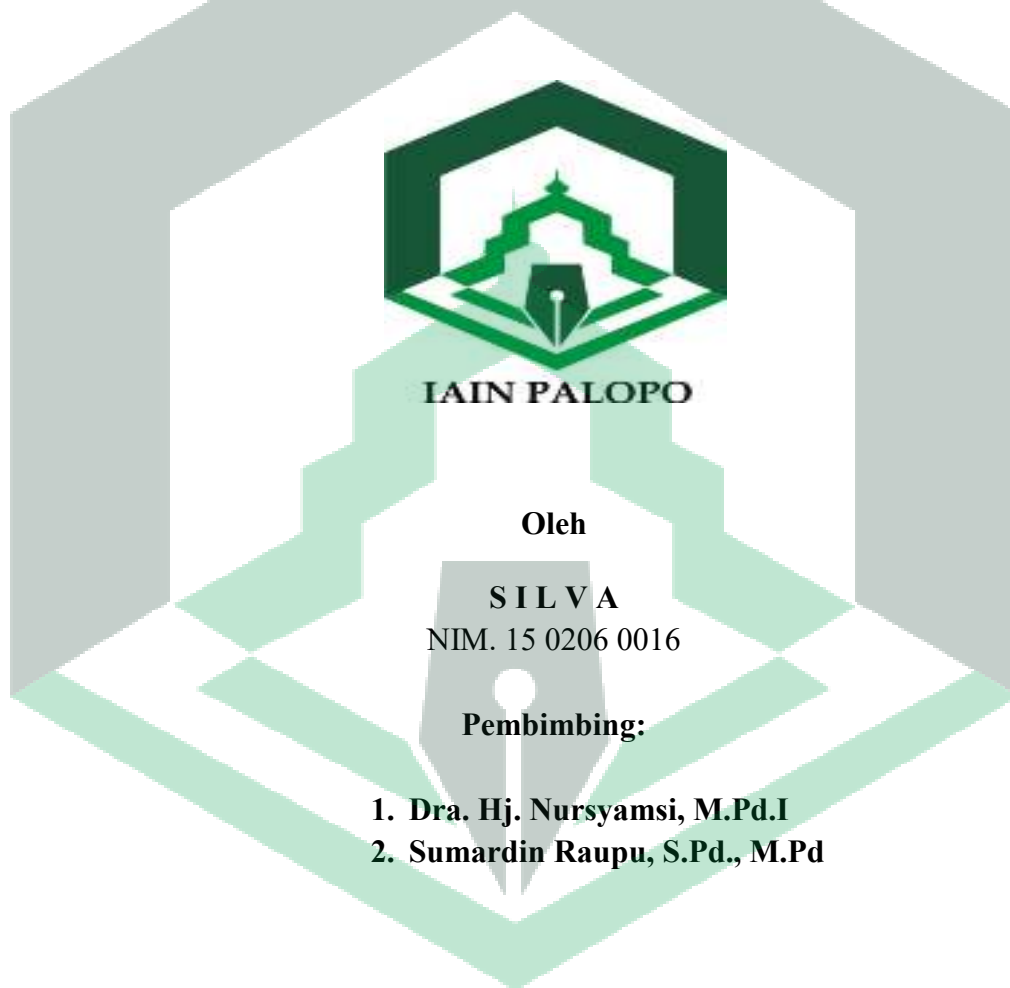 IAIN PALOPO
Oleh
S I L V A
NIM. 15 0206 0016
Pembimbing:
1. Dra. Hj. Nursyamsi, M.Pd.I
2. Sumardin Raupu, S.Pd., M.Pd